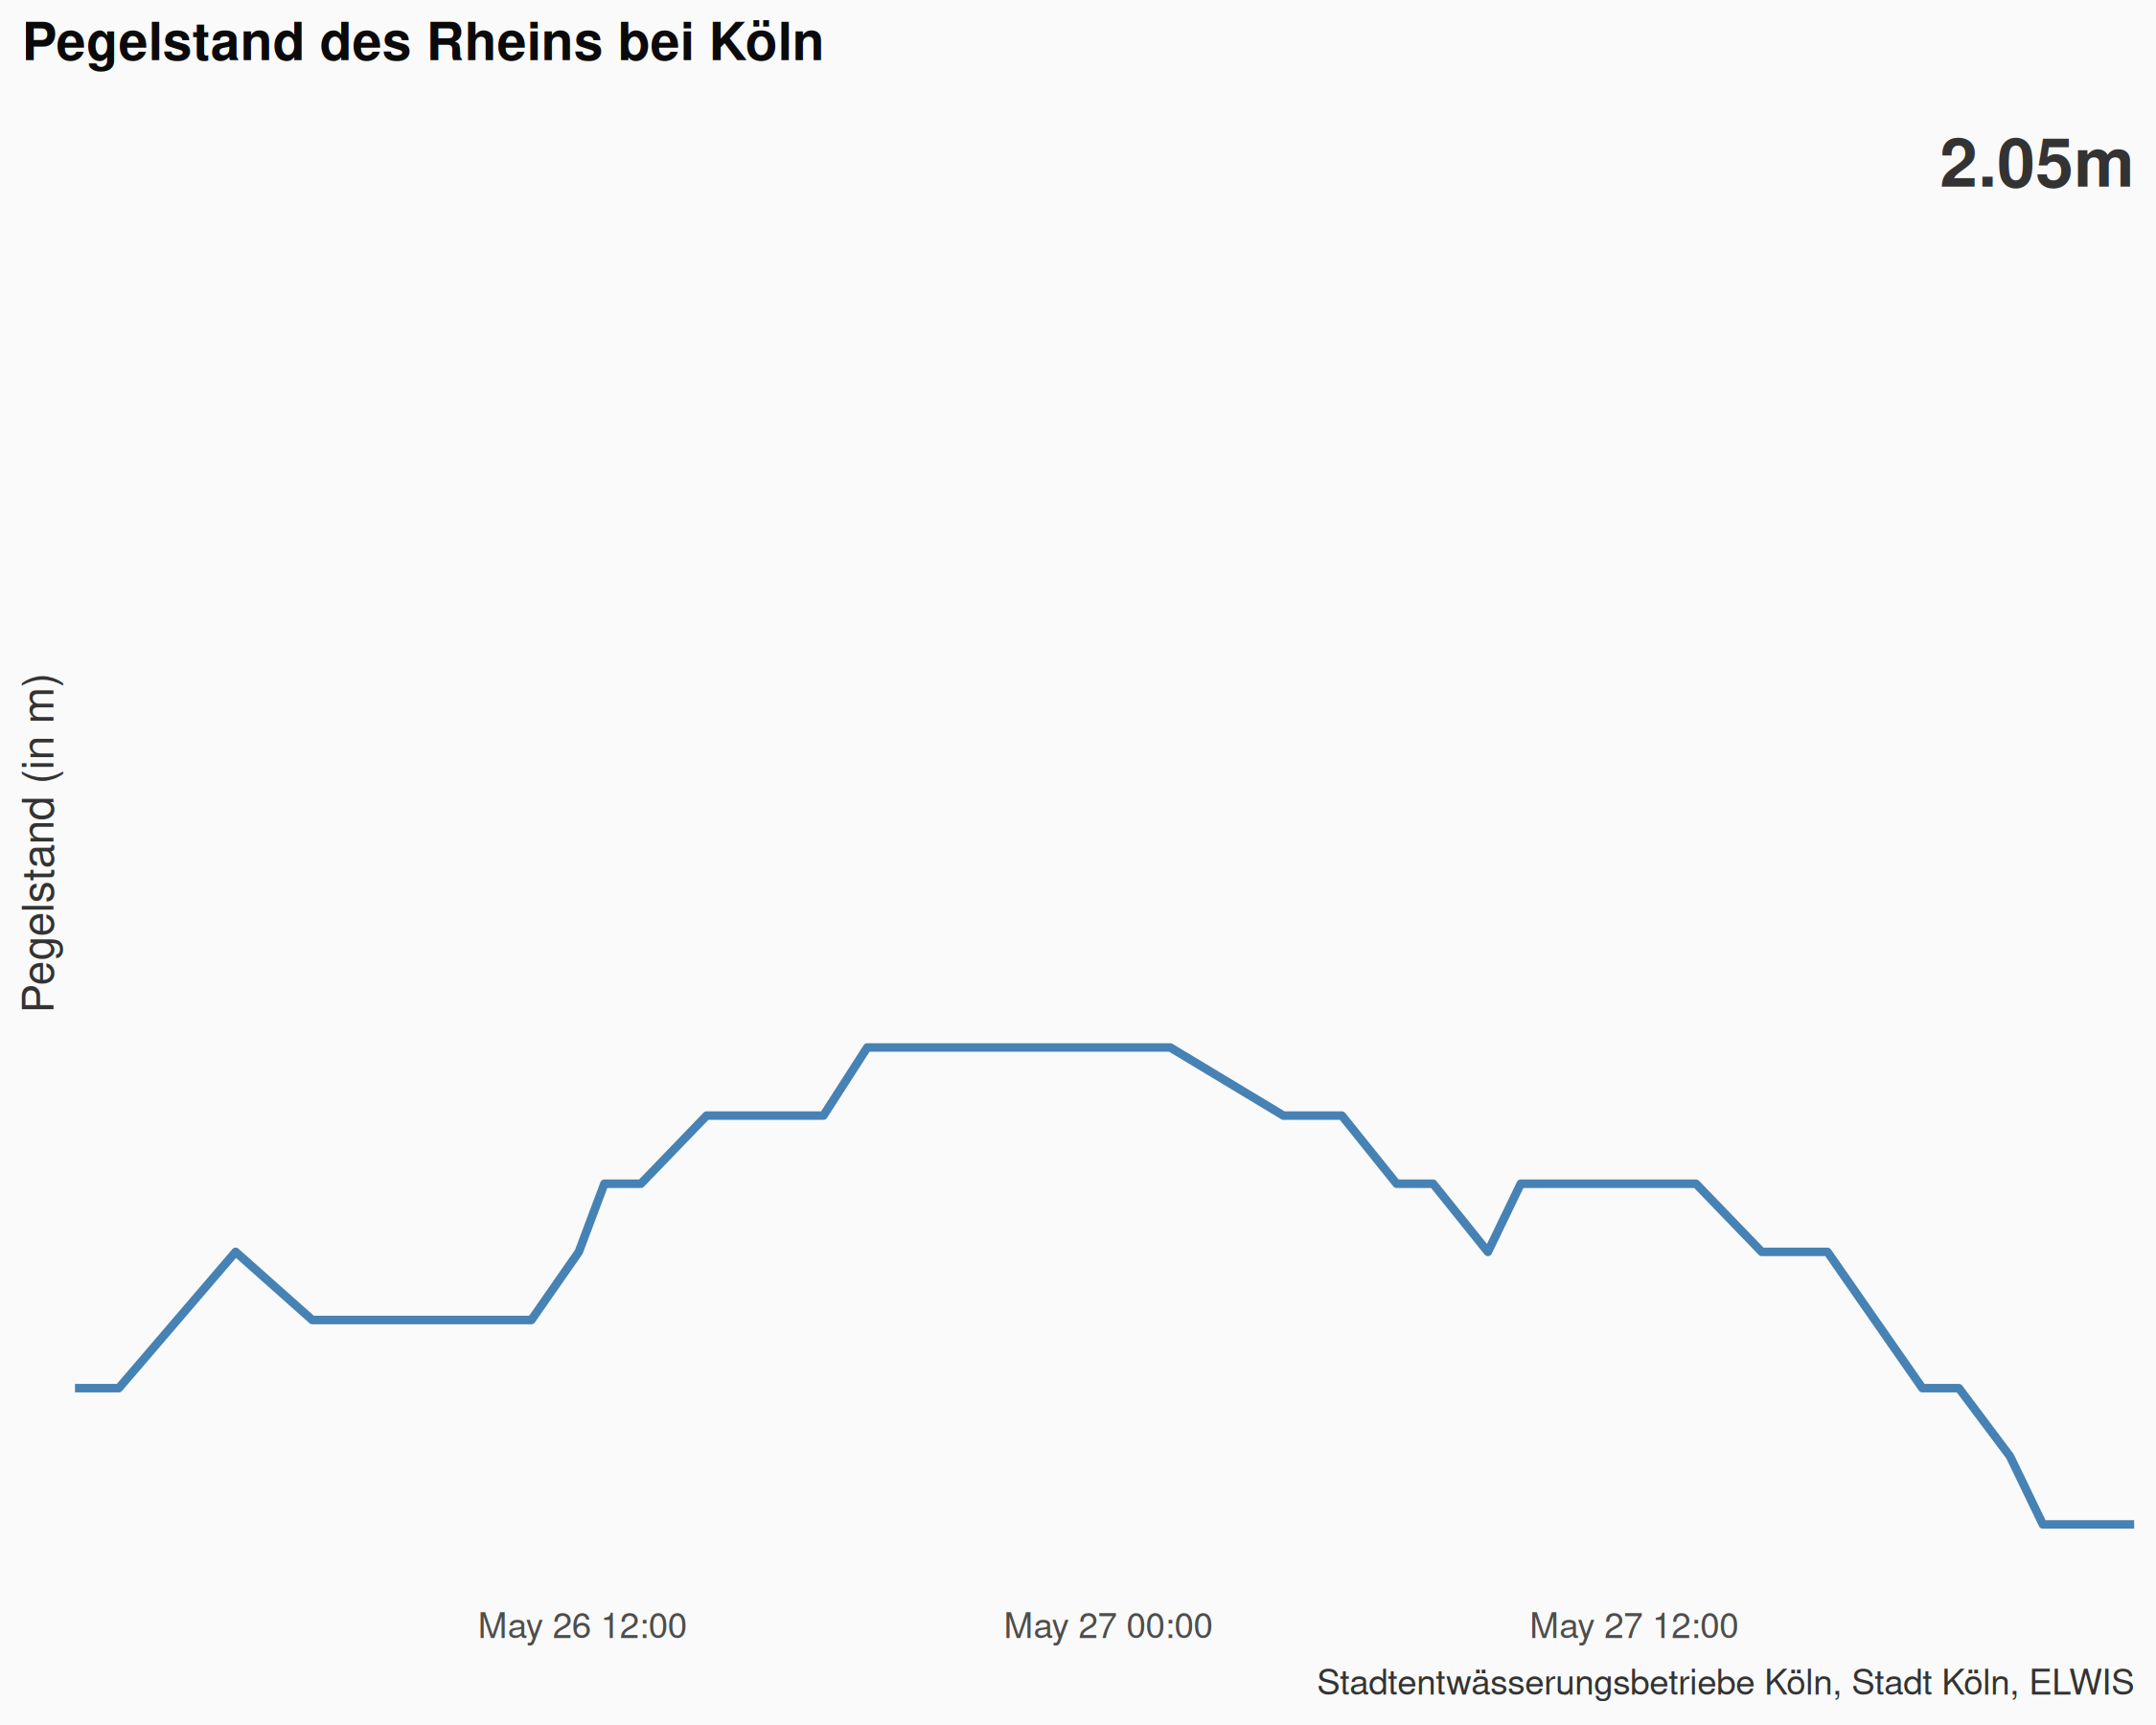 Pegelstand des Rheins bei Köln
2.05m
Pegelstand (in m)
May 26 12:00
May 27 00:00
May 27 12:00
Stadtentwässerungsbetriebe Köln, Stadt Köln, ELWIS